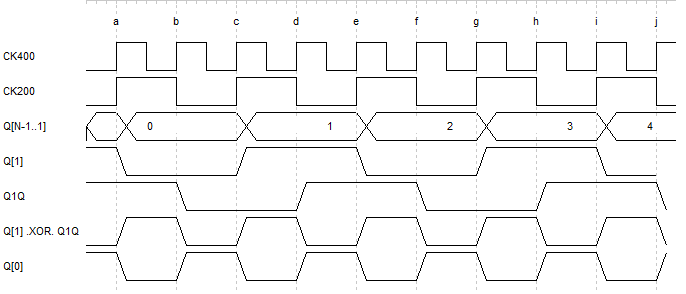 a b c d e f g h i j
CK400
CK200
Q[N-1..1] 0 1 2 3 4
Q[1]
Q1Q
Q[1] .XOR. Q1Q
Q[0]